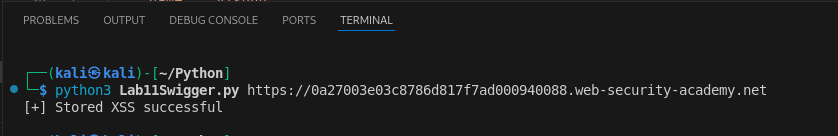 PROBLEMS OUTPUT DEBUG CONSOLE PORTS TERMINAL
┌──(kali㉿kali)-[~/Python]
└─$ python3 Lab11Swigger.py https://0a27003e03c8786d817f7ad000940088.web-security-academy.net
[+] Stored XSS successful